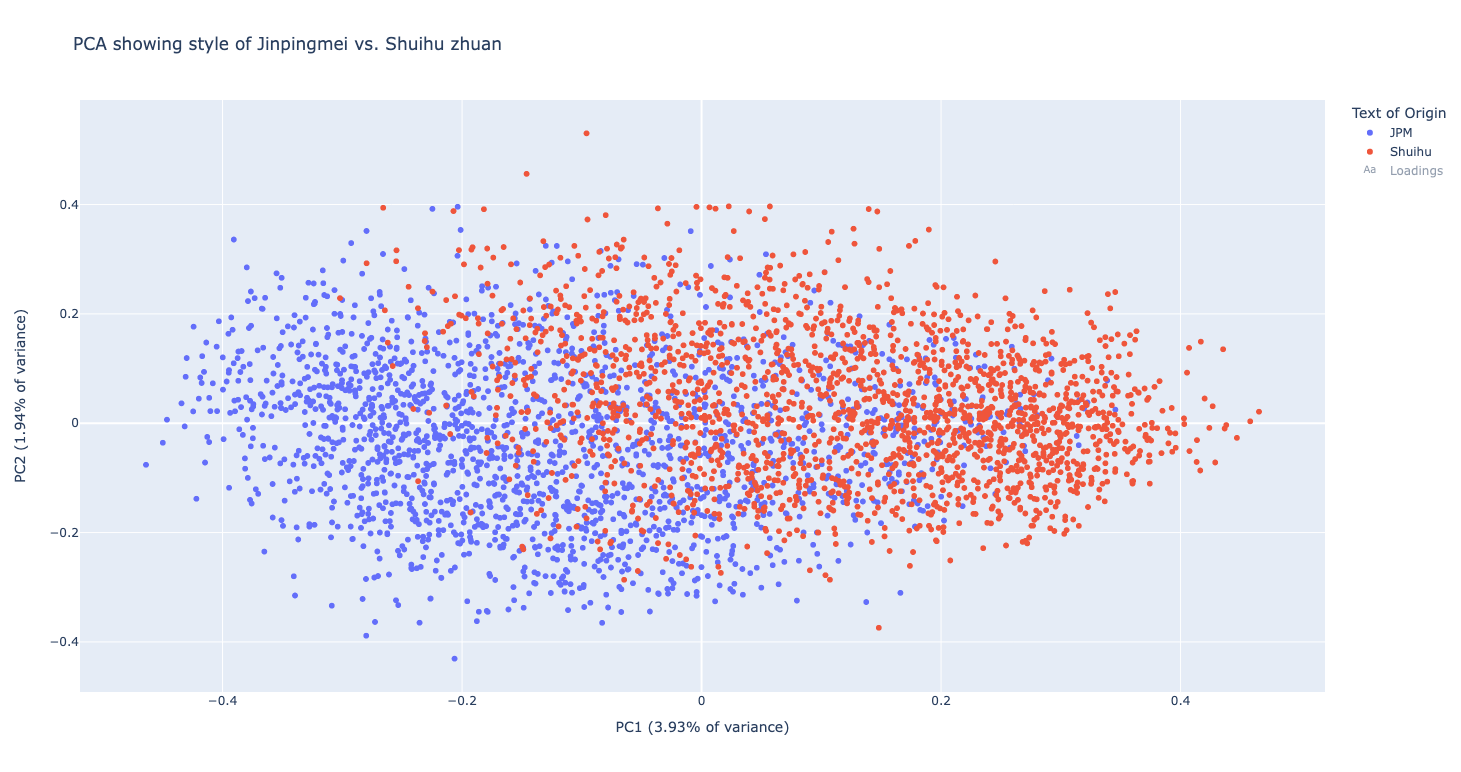 PCA showing style of Jinpingmei vs. Shuihu zhuan
Text of Origin
JPM
Shuihu
Aa Loadings
0.4
0.2
0
−0.2
−0.4
PC2 (1.94% of variance)
−0.4 −0.2 0 0.2 0.4
PC1 (3.93% of variance)